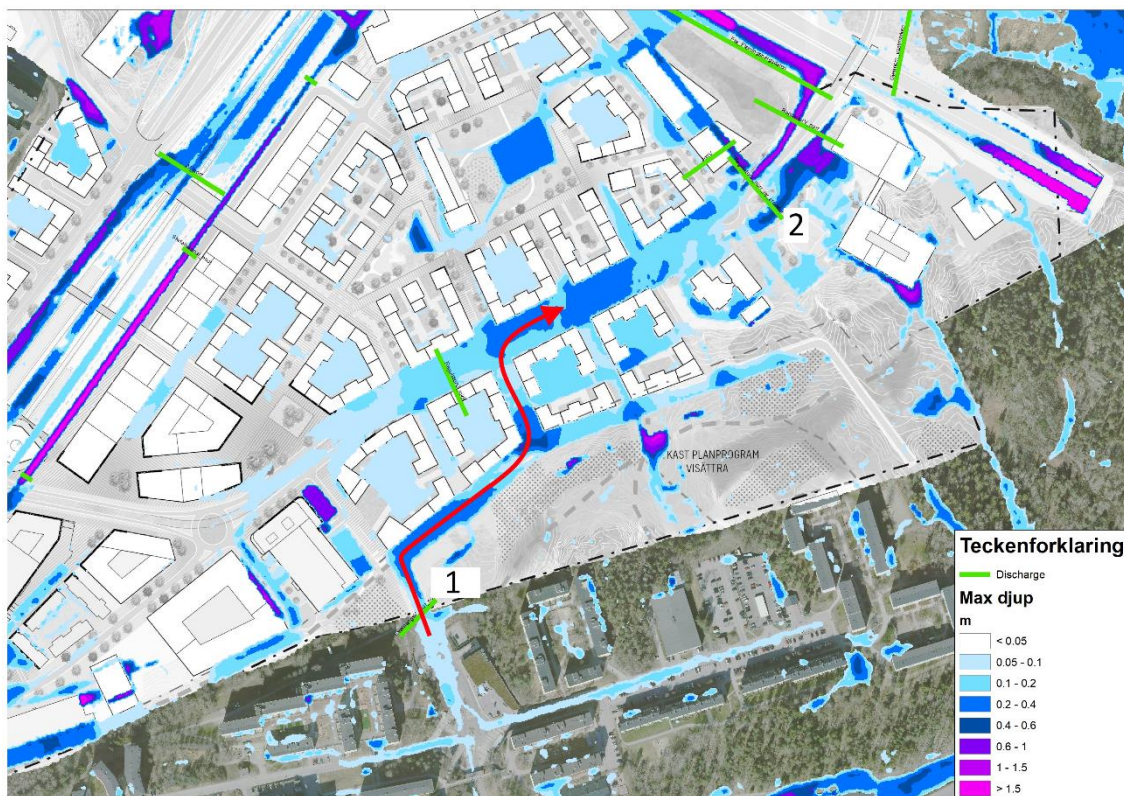 2
KAST PLANPROGRAM
VISÄTTRA
1
Teckenforklaring
Discharge
Max djup
m
< 0.05
0.05 - 0.1
0.1 - 0.2
0.2 - 0.4
0.4 - 0.6
0.6 - 1
1 - 1.5
> 1.5